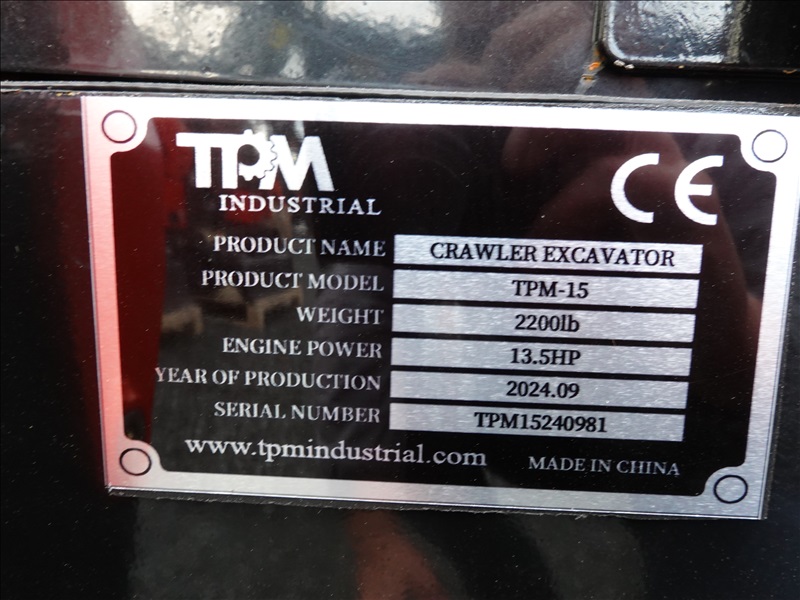 TPM
INDUSTRIAL
CE
PRODUCT NAME CRAWLER EXCAVATOR
PRODUCT MODEL TPM-15
WEIGHT 2200lb
ENGINE POWER 13.5HP
YEAR OF PRODUCTION 2024.09
SERIAL NUMBER TPM15240981
www.tpmindustrial.com MADE IN CHINA